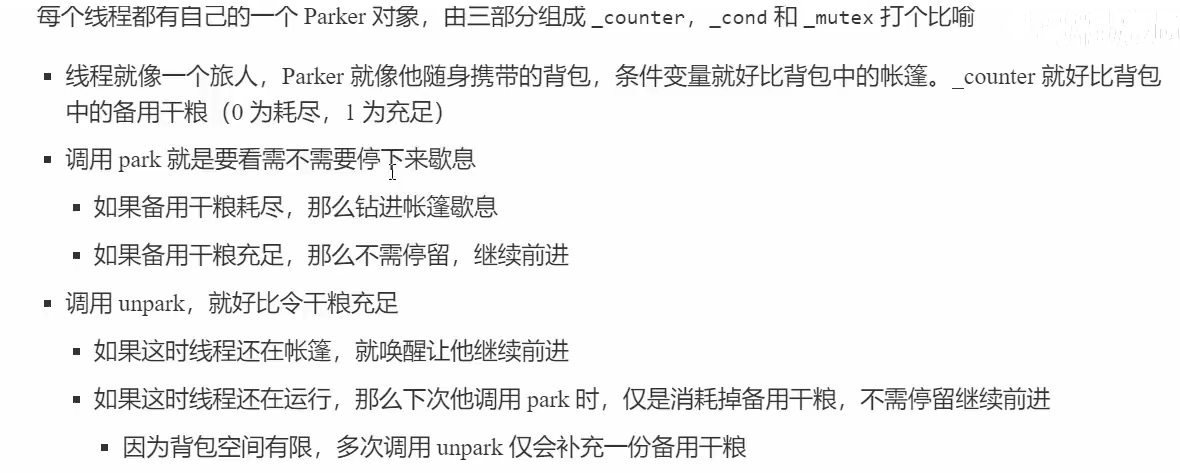 每个线程都有自己的一个 Parker 对象，由三部分组成 _counter，_cond 和 _mutex 打个比喻
线程就像一个旅人，Parker 就像他随身携带的背包，条件变量就好比背包中的帐篷。_counter 就好比背包
中的备用干粮（0 为耗尽，1 为充足）
调用 park 就是要看需不需要停下来歇息
如果备用干粮耗尽，那么钻进帐篷歇息
如果备用干粮充足，那么不需停留，继续前进
调用 unpark，就好比令干粮充足
如果这时线程还在帐篷，就唤醒让他继续前进
如果这时线程还在运行，那么下次他调用 park 时，仅是消耗掉备用干粮，不需停留继续前进
因为背包空间有限，多次调用 unpark 仅会补充一份备用干粮